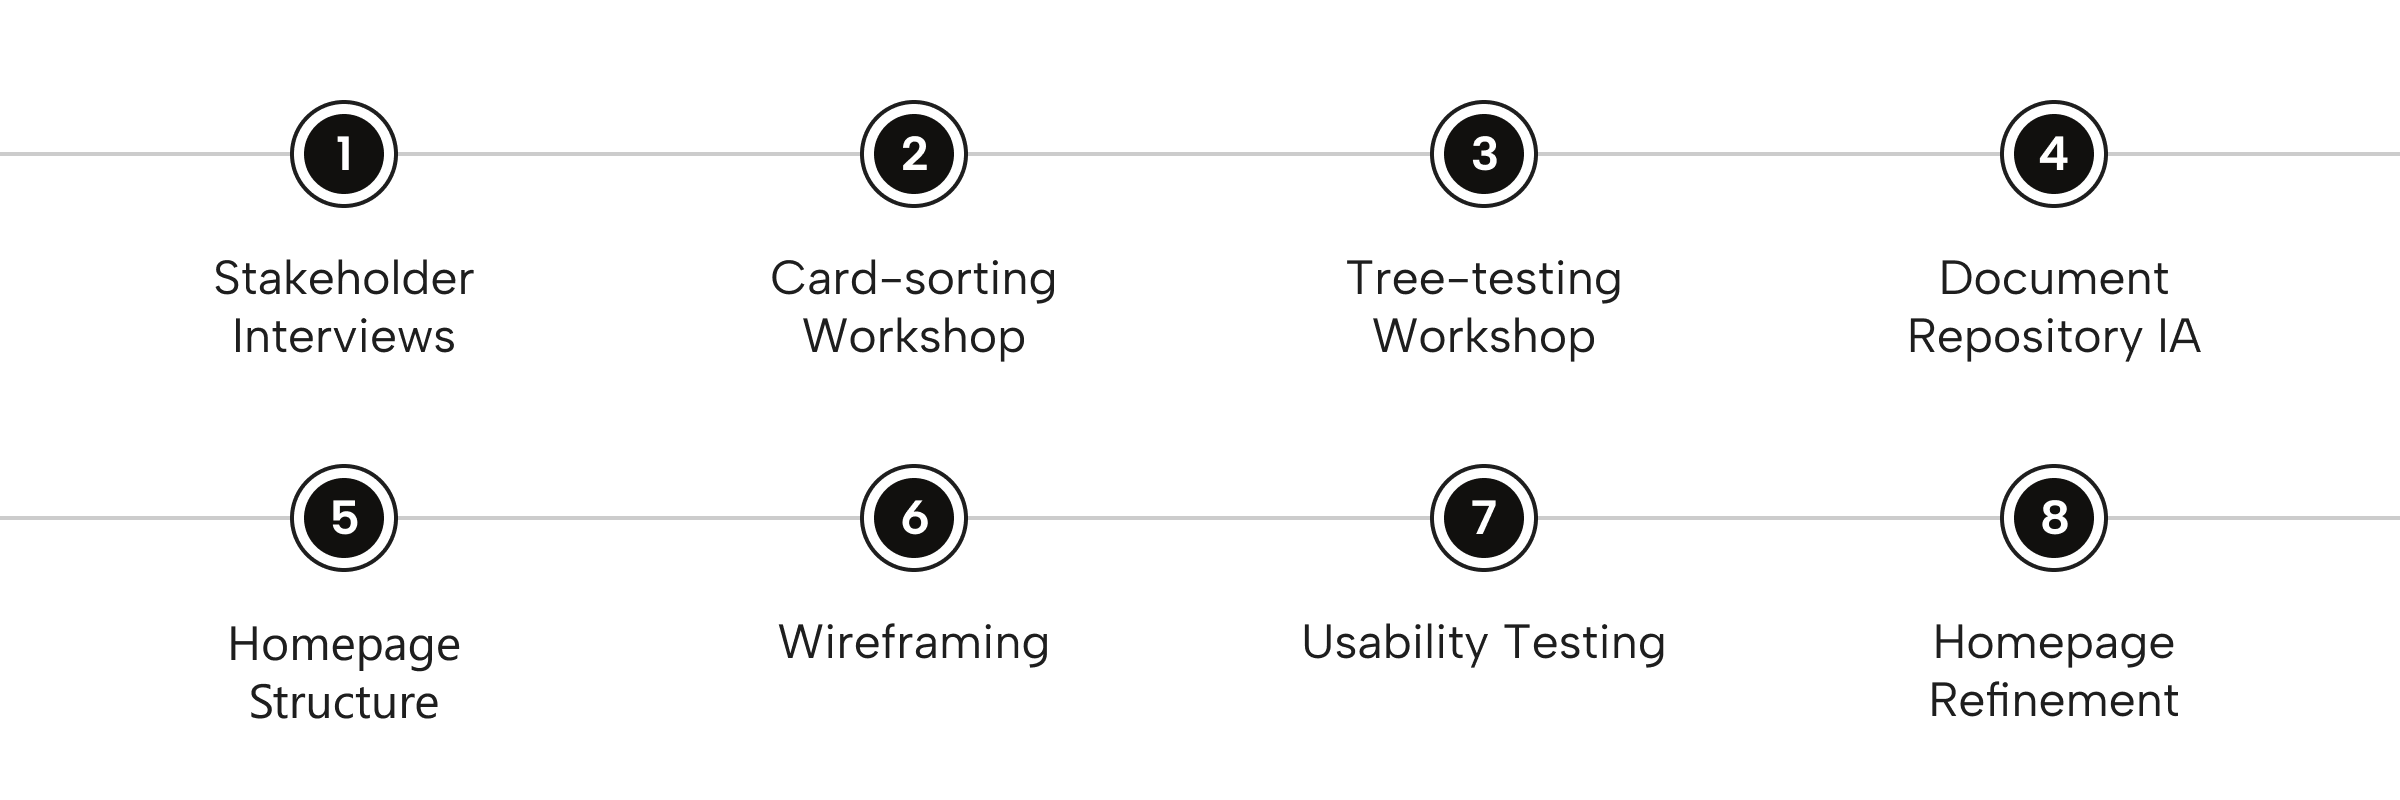 1
2
3
4
Stakeholder
Interviews
Card-sorting
Workshop
Tree-testing
Workshop
Document
Repository IA
5
6
7
8
Homepage
Structure
Wireframing
Usability Testing
Homepage
Refinement